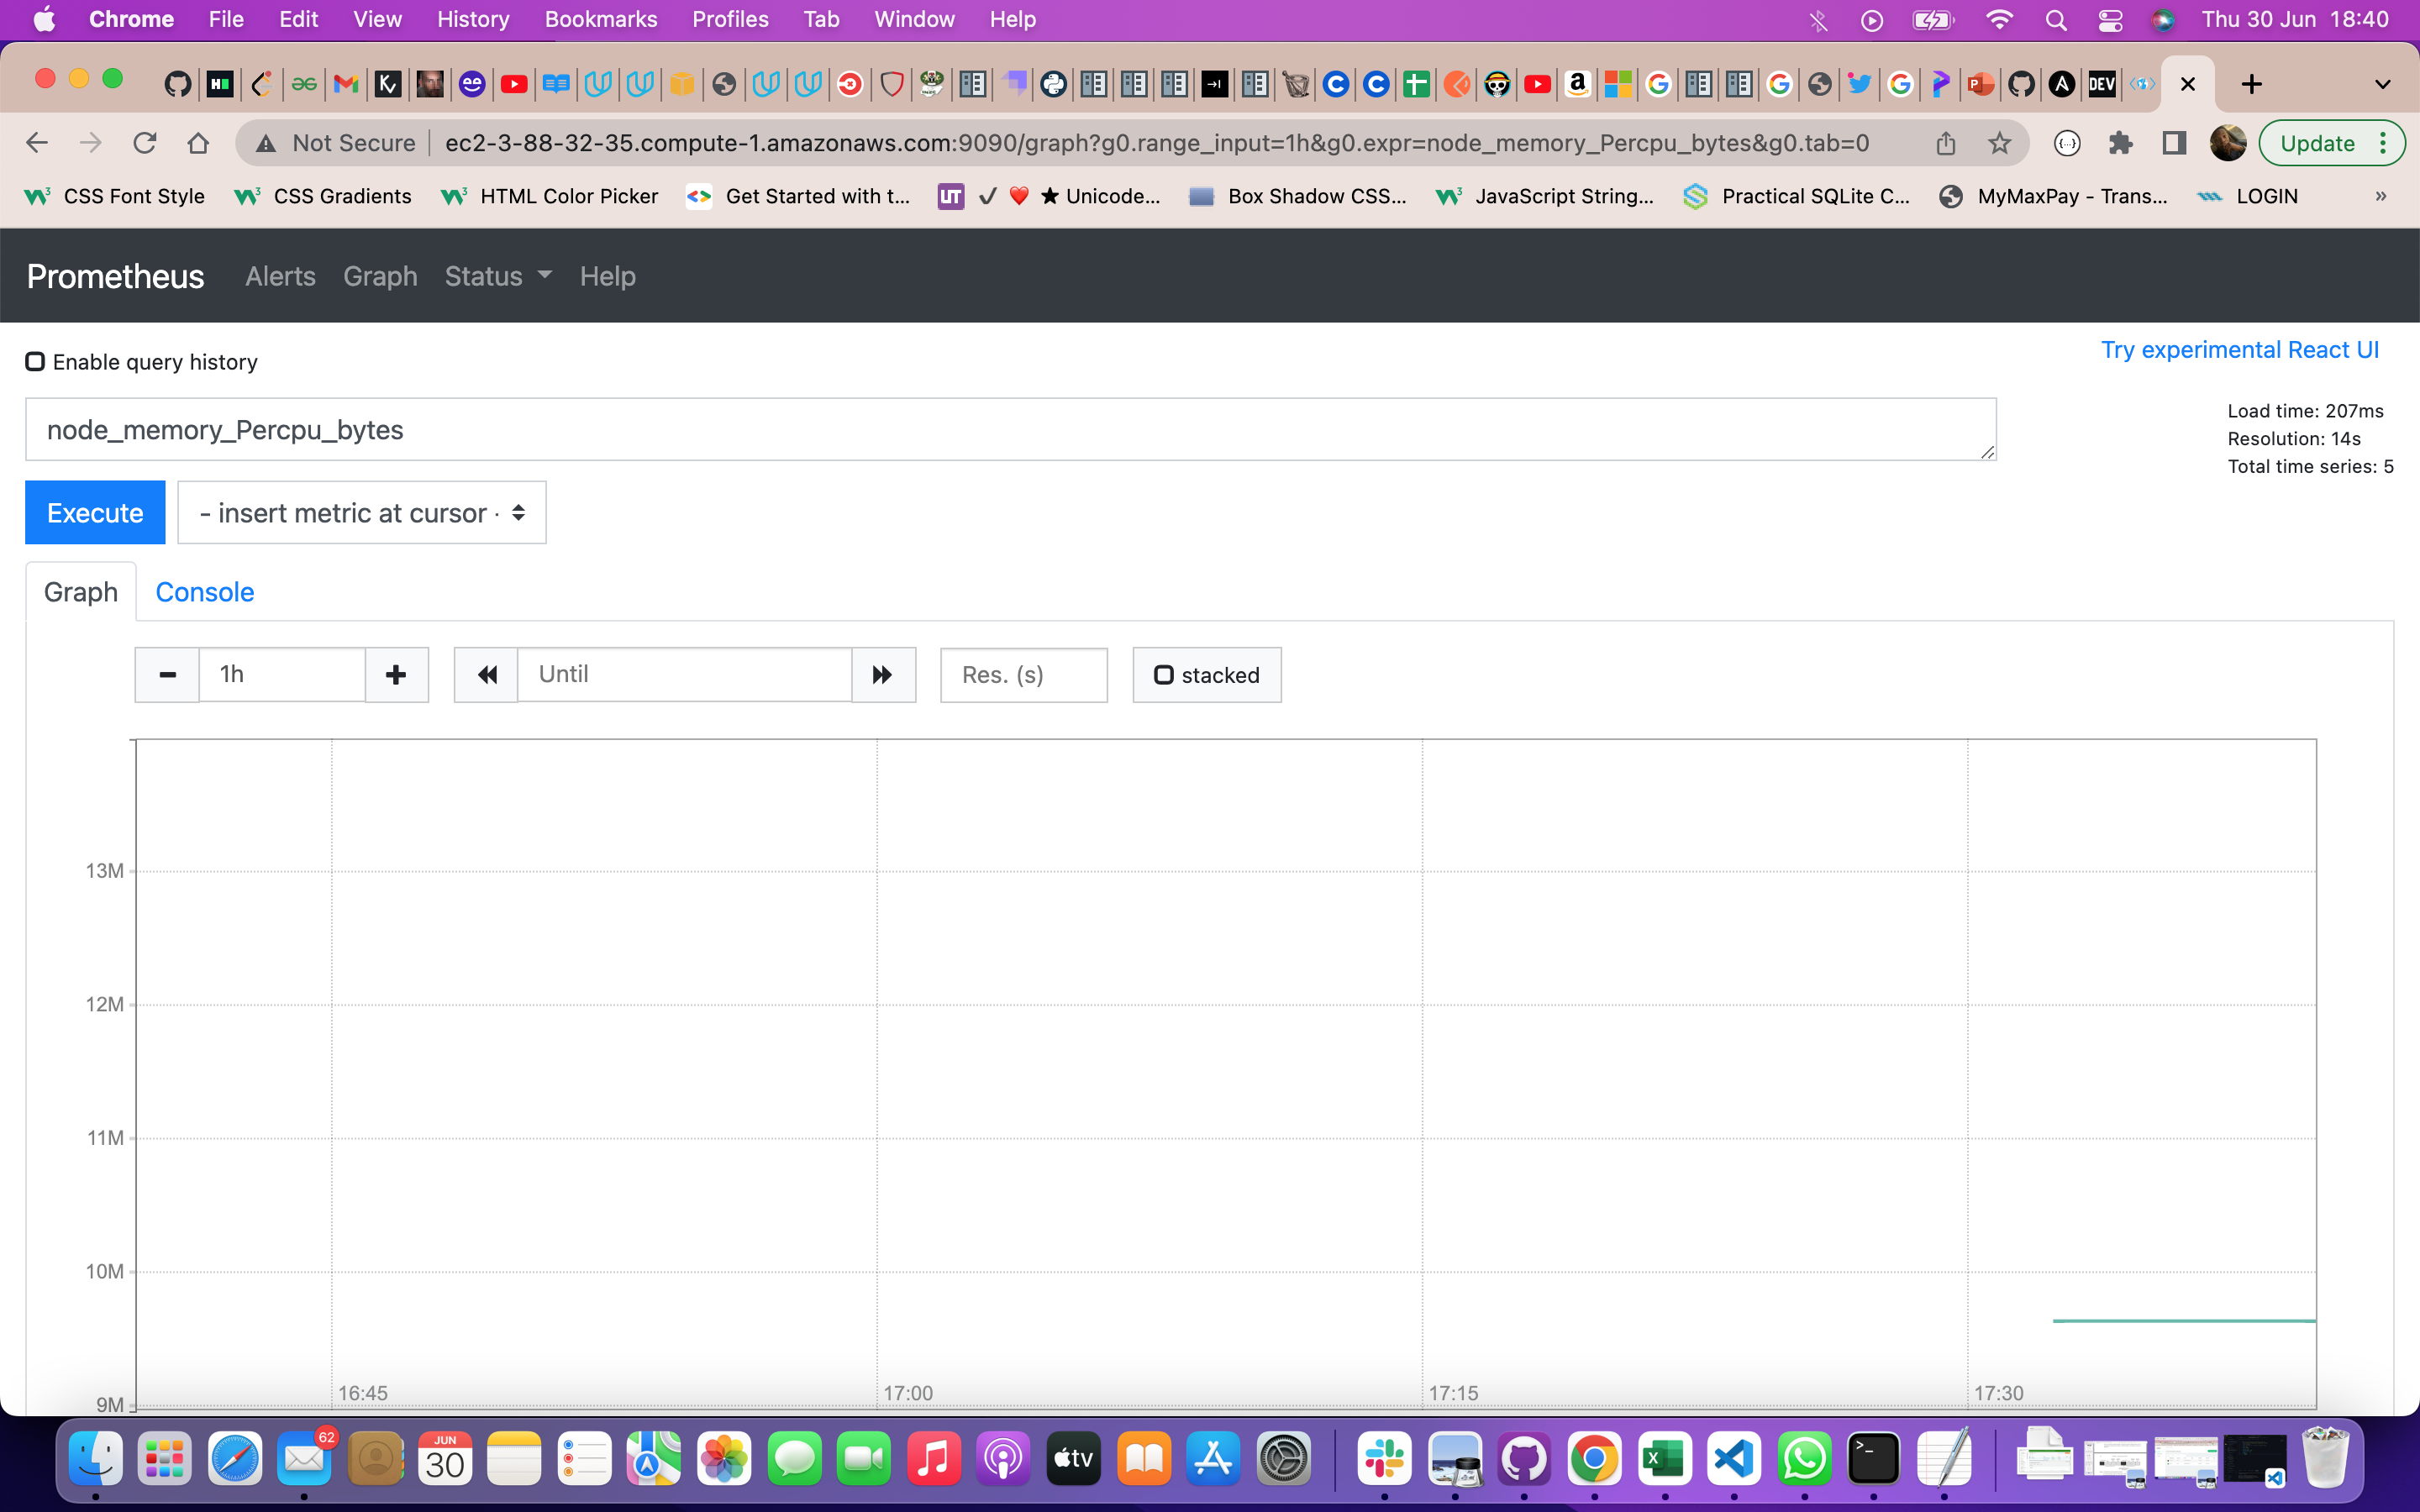 Chrome File Edit View History Bookmarks Profiles Tab Window Help Thu 30 Jun 18:40
DEV
Not Secure ec2-3-88-32-35.compute-1.amazonaws.com:9090/graph?g0.range_input=1h&g0.expr=node_memory_Percpu_bytes&g0.tab=0 Update
CSS Font Style CSS Gradients HTML Color Picker Get Started with t... UT ✓ ❤️ ★ Unicode... Box Shadow CSS... JavaScript String... Practical SQLite C... MyMaxPay - Trans... LOGIN »
Prometheus Alerts Graph Status Help
Enable query history
Try experimental React UI
node_memory_Percpu_bytes
Load time: 207ms
Resolution: 14s
Total time series: 5
Execute
- insert metric at cursor -
Graph Console
1h Until Res. (s) stacked
13M
12M
11M
10M
9M
16:45 17:00 17:15 17:30
62
JUN
30
tv